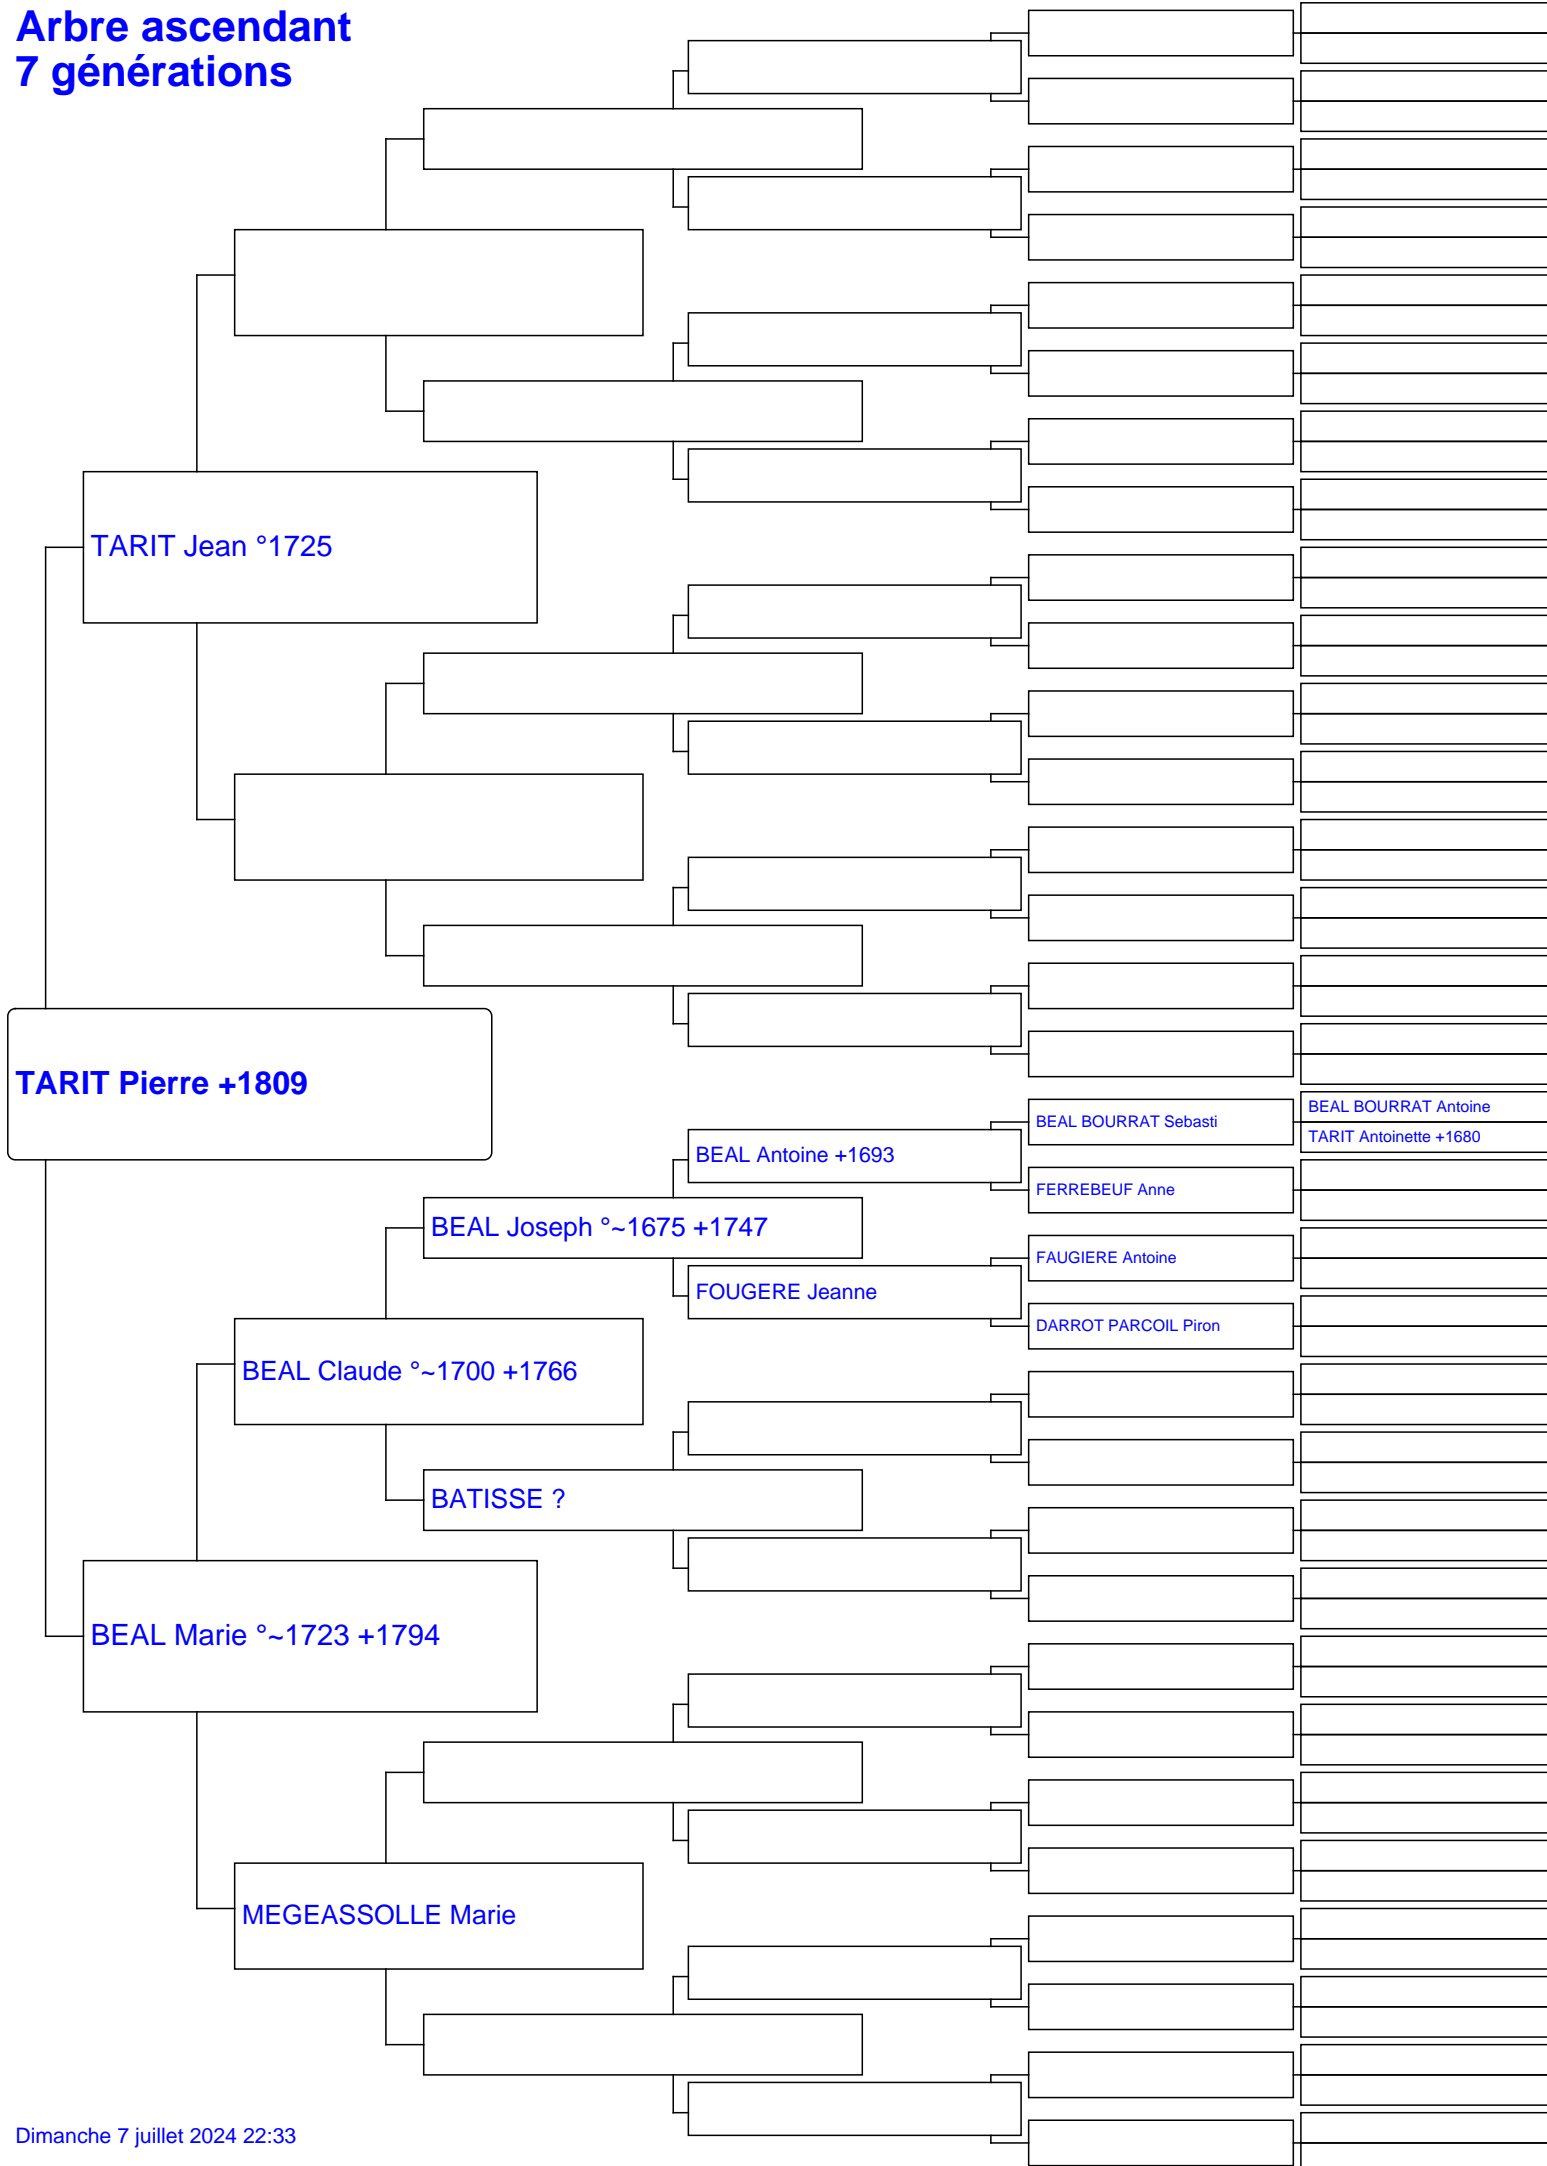 Arbre ascendant
7 générations
TARIT Jean °1725
TARIT Pierre +1809
BEAL BOURRAT Antoine
BEAL BOURRAT Sebasti
TARIT Antoinette +1680
BEAL Antoine +1693
FERREBEUF Anne
BEAL Joseph °~1675 +1747
FAUGIERE Antoine
FOUGERE Jeanne
DARROT PARCOIL Piron
BEAL Claude °~1700 +1766
BATISSE ?
BEAL Marie °~1723 +1794
MEGEASSOLLE Marie
Dimanche 7 juillet 2024 22:33